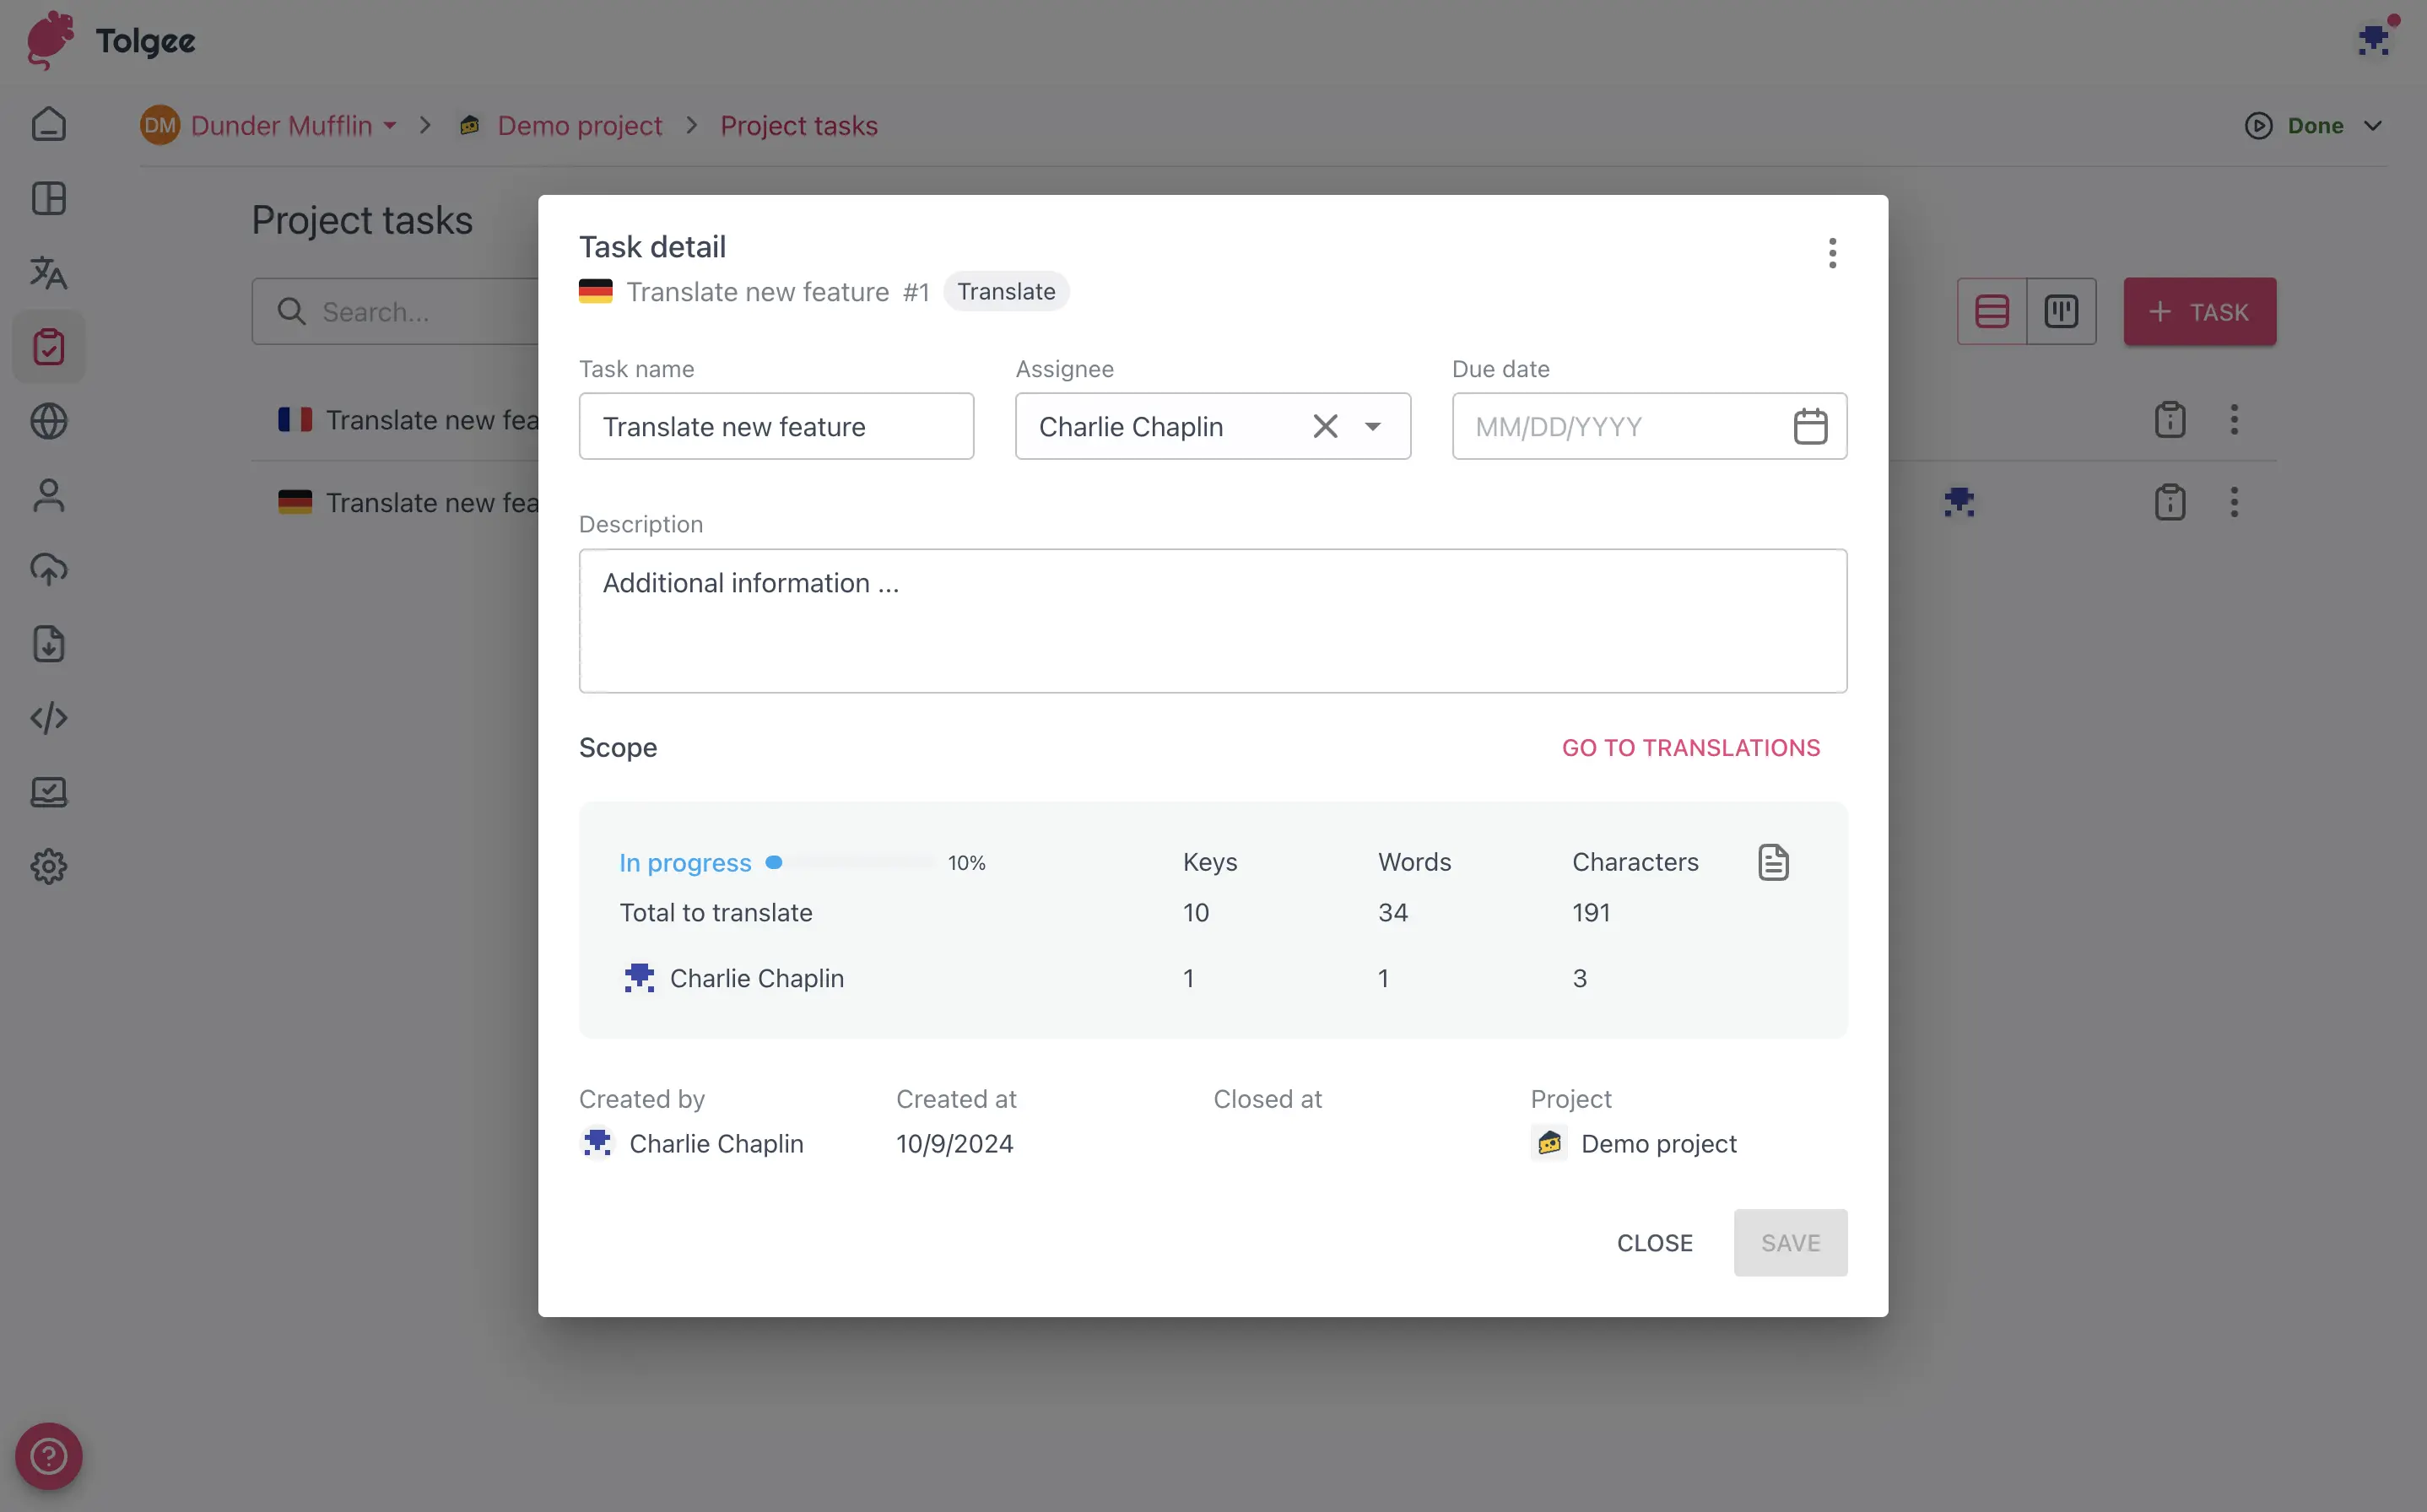 Tolgee
DM Dunder Mufflin > Demo project > Project tasks
Done
Project tasks
Search...
TASK
Translate new fea
Translate new fea
Task detail
Translate new feature #1 Translate
Task name
Assignee
Due date
Translate new feature
Charlie Chaplin
MM/DD/YYYY
Description
Additional information ...
Scope
GO TO TRANSLATIONS
In progress 10% Keys Words Characters
Total to translate 10 34 191
Charlie Chaplin 1 1 3
Created by Created at Closed at Project
Charlie Chaplin 10/9/2024 Demo project
CLOSE SAVE